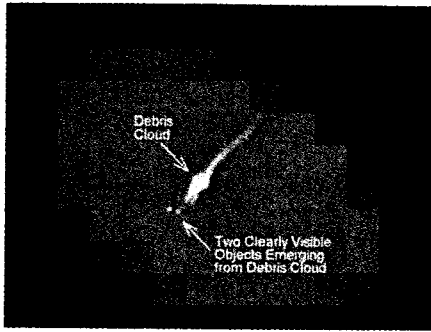 Debris
Cloud
Two Clearly Visible
Objects Emerging
from Debris Cloud